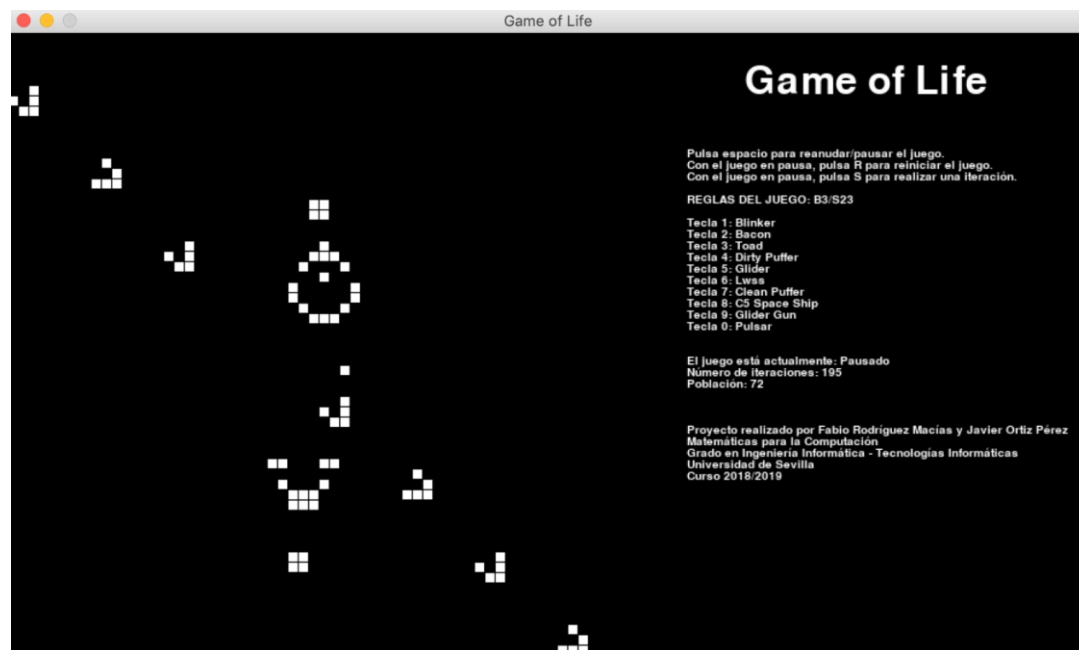 Game of Life
Game of Life
Pulsa espacio para reanudar/pausar el juego.
Con el juego en pausa, pulsa R para reiniciar el juego.
Con el juego en pausa, pulsa S para realizar una iteración.
REGLAS DEL JUEGO: B3/S23
Tecla 1: Blinker
Tecla 2: Bacon
Tecla 3: Toad
Tecla 4: Dirty Puffer
Tecla 5: Glider
Tecla 6: Lwss
Tecla 7: Clean Puffer
Tecla 8: C5 Space Ship
Tecla 9: Glider Gun
Tecla 0: Pulsar
El juego está actualmente: Pausado
Número de iteraciones: 195
Población: 72
Proyecto realizado por Fabio Rodríguez Macías y Javier Ortiz Pérez
Matemáticas para la Computación
Grado en Ingeniería Informática - Tecnologías Informáticas
Universidad de Sevilla
Curso 2018/2019